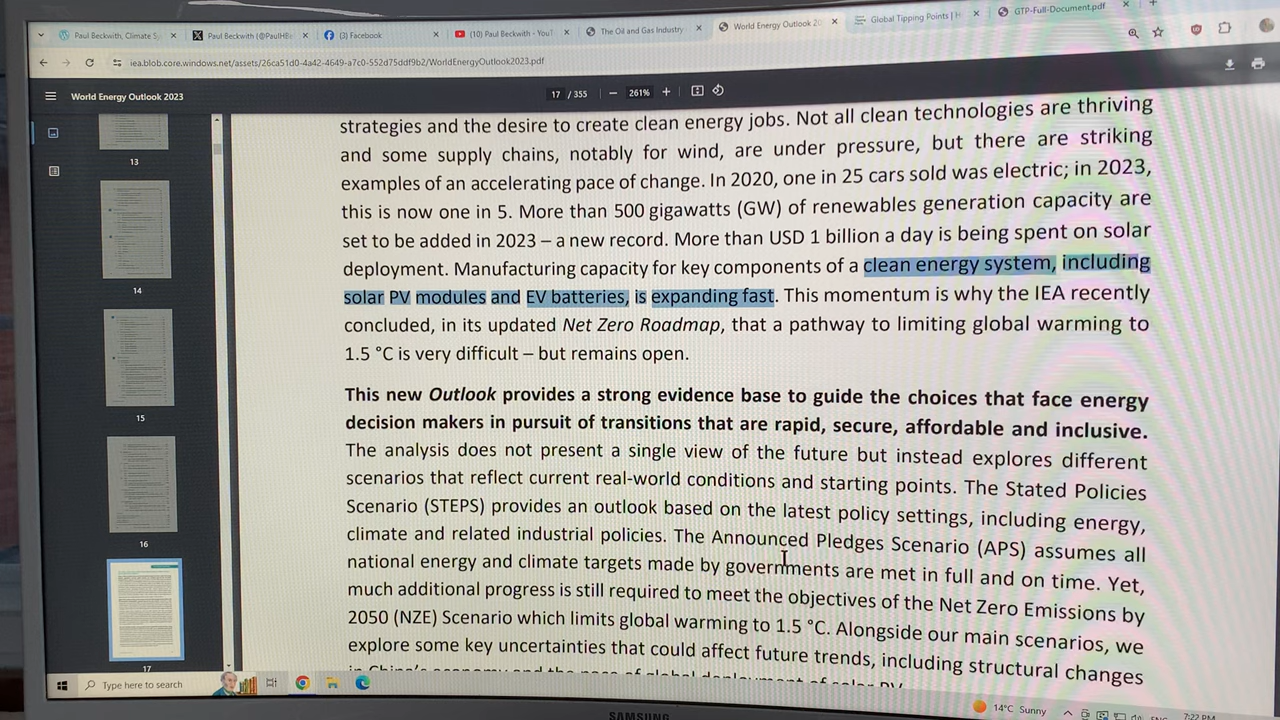 Paul Beckwith, Climate S
Paul Beckwith (@PaulHBe
(3) Facebook
(10) Paul Beckwith - YouT
The Oil and Gas Industry
World Energy Outlook 20
Global Tipping Points | H
GTP-Full-Document.pdf
iea.blob.core.windows.net/assets/26ca51d0-4a42-4649-a7c0-552d75ddf9b2/WorldEnergyOutlook2023.pdf
World Energy Outlook 2023
17 / 355
261%
13
14
15
16
17
strategies and the desire to create clean energy jobs. Not all clean technologies are thriving
and some supply chains, notably for wind, are under pressure, but there are striking
examples of an accelerating pace of change. In 2020, one in 25 cars sold was electric; in 2023,
this is now one in 5. More than 500 gigawatts (GW) of renewables generation capacity are
set to be added in 2023 – a new record. More than USD 1 billion a day is being spent on solar
deployment. Manufacturing capacity for key components of a clean energy system, including
solar PV modules and EV batteries, is expanding fast. This momentum is why the IEA recently
concluded, in its updated Net Zero Roadmap, that a pathway to limiting global warming to
1.5 °C is very difficult – but remains open.
This new Outlook provides a strong evidence base to guide the choices that face energy
decision makers in pursuit of transitions that are rapid, secure, affordable and inclusive.
The analysis does not present a single view of the future but instead explores different
scenarios that reflect current real-world conditions and starting points. The Stated Policies
Scenario (STEPS) provides an outlook based on the latest policy settings, including energy,
climate and related industrial policies. The Announced Pledges Scenario (APS) assumes all
national energy and climate targets made by governments are met in full and on time. Yet,
much additional progress is still required to meet the objectives of the Net Zero Emissions by
2050 (NZE) Scenario which limits global warming to 1.5 °C. Alongside our main scenarios, we
explore some key uncertainties that could affect future trends, including structural changes
in China's economy and the pace of global deployment of solar PV.
Type here to search
14°C Sunny
ENG
7:22 PM
SAMSUNG